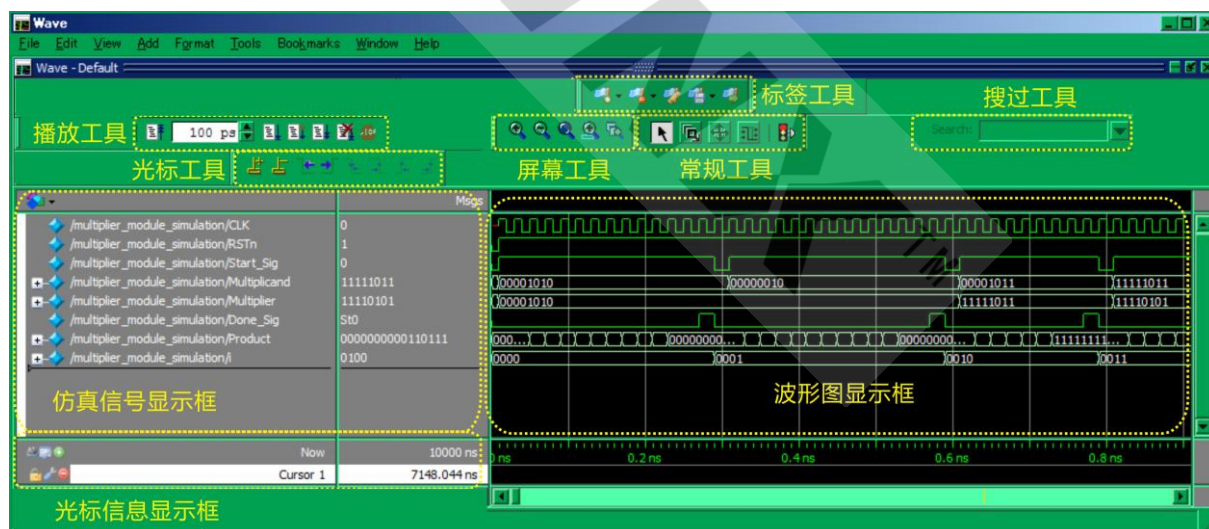 Wave
File Edit View Add Format Tools Bookmarks Window Help
Wave - Default
标签工具
搜过工具
播放工具
100 ps
Search:
光标工具
屏幕工具
常规工具
Msgs
/multiplier_module_simulation/CLK 0
/multiplier_module_simulation/RSTn 1
/multiplier_module_simulation/Start_Sig 0
/multiplier_module_simulation/Multiplicand 11111011 00001010 00000010 00001011 11111011
/multiplier_module_simulation/Multiplier 11110101 00001010 11111011 11110101
/multiplier_module_simulation/Done_Sig St0
/multiplier_module_simulation/Product 0000000000110111 000... 00000000... 00000000... 11111111...
/multiplier_module_simulation/i 0100 0000 0001 0010 0011
仿真信号显示框
波形图显示框
Now 10000 ns
ns 0.2 ns 0.4 ns 0.6 ns 0.8 ns
Cursor 1 7148.044 ns
光标信息显示框
TM